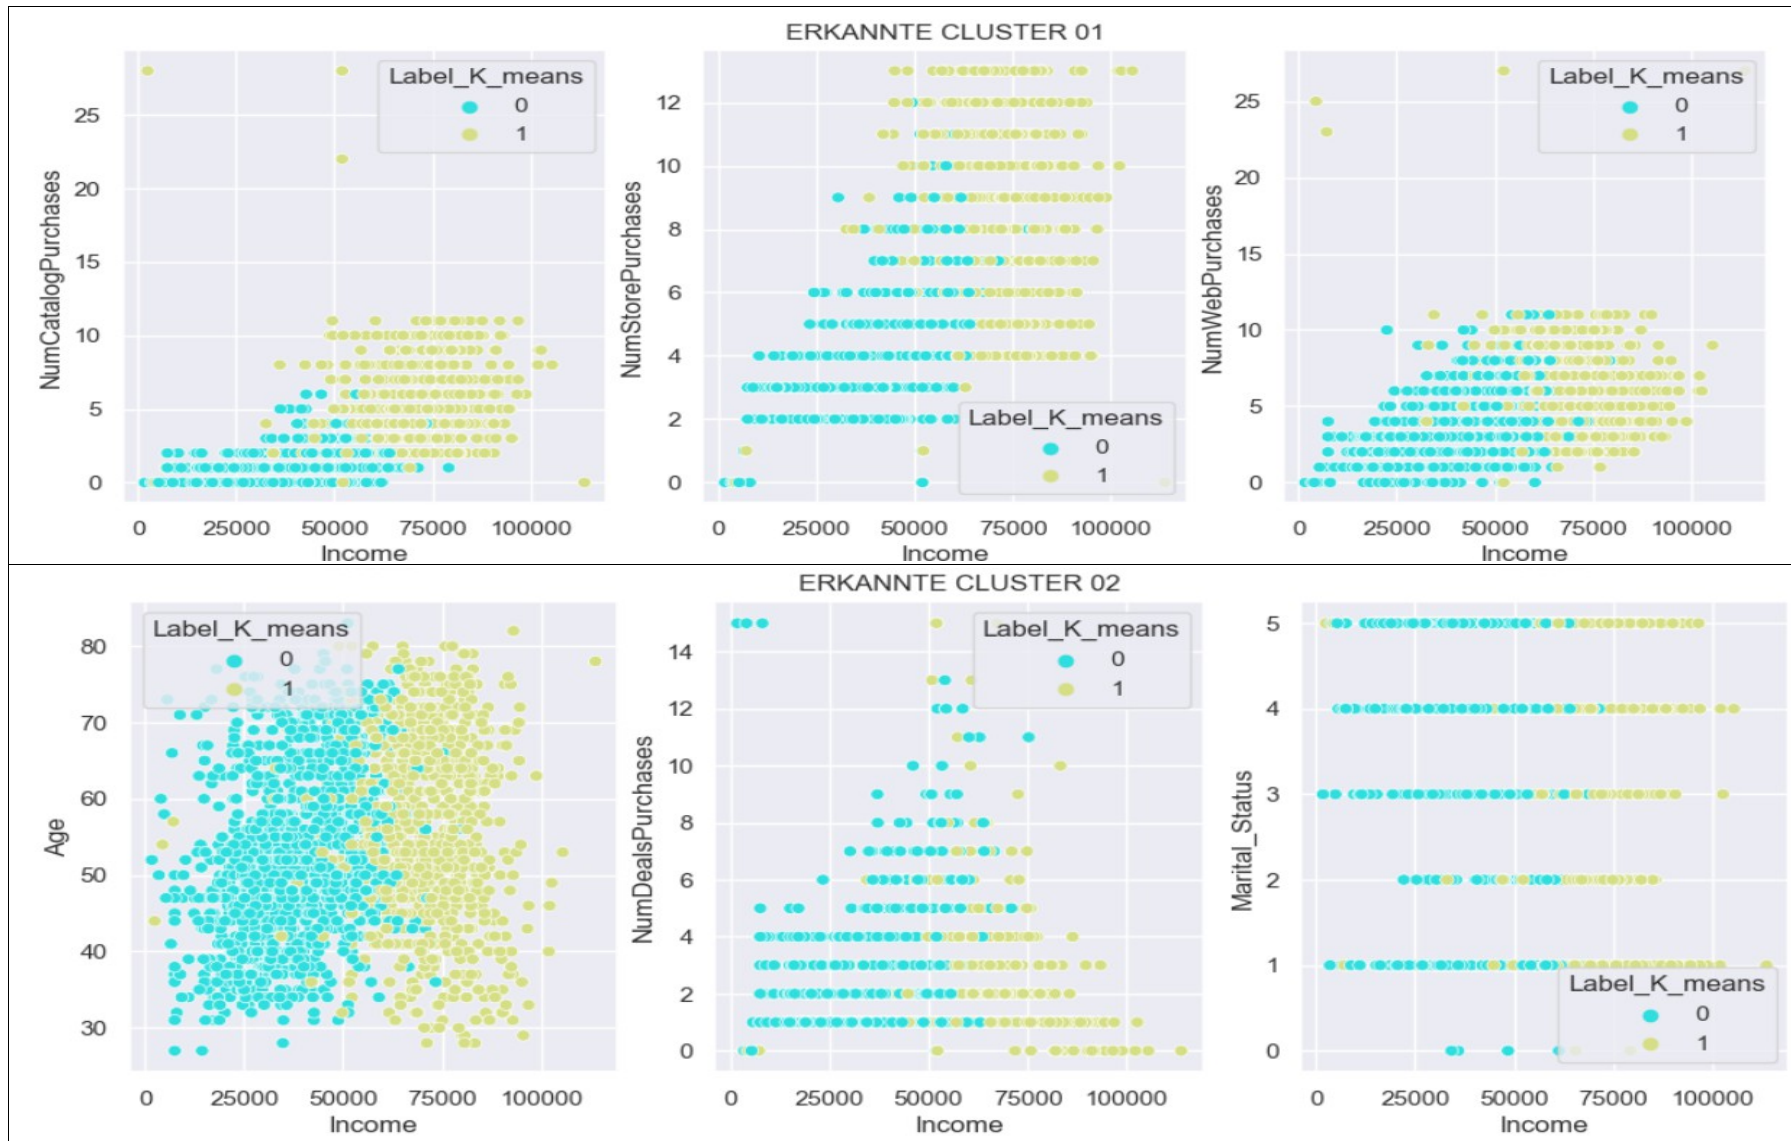 ERKANNTE CLUSTER 01
NumCatalogPurchases
25
20
15
10
5
0
Label_K_means
0
1
0 25000 50000 75000 100000
Income
NumStorePurchases
12
10
8
6
4
2
0
Label_K_means
0
1
0 25000 50000 75000 100000
Income
NumWebPurchases
25
20
15
10
5
0
Label_K_means
0
1
0 25000 50000 75000 100000
Income
ERKANNTE CLUSTER 02
Age
80
70
60
50
40
30
Label_K_means
0
1
0 25000 50000 75000 100000
Income
NumDealsPurchases
14
12
10
8
6
4
2
0
Label_K_means
0
1
0 25000 50000 75000 100000
Income
Marital_Status
5
4
3
2
1
0
Label_K_means
0
1
0 25000 50000 75000 100000
Income